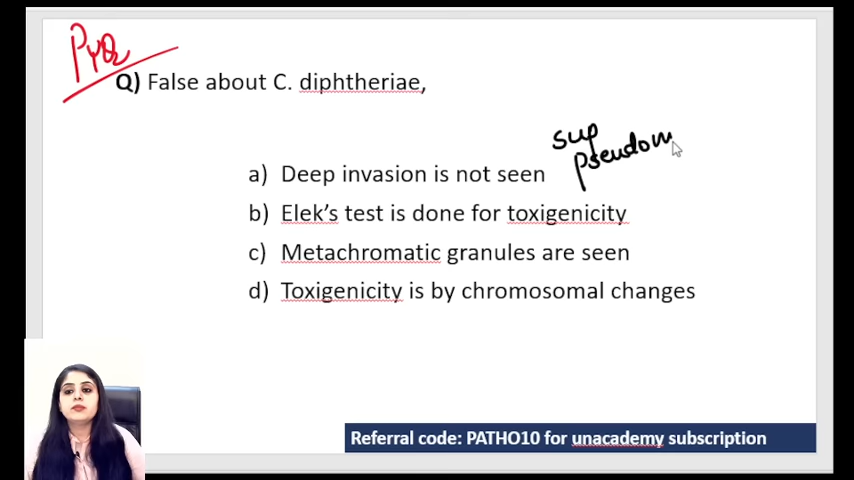 PYQ
Q) False about C. diphtheriae,
sup
pseudom
a) Deep invasion is not seen
b) Elek's test is done for toxigenicity
c) Metachromatic granules are seen
d) Toxigenicity is by chromosomal changes
Referral code: PATHO10 for unacademy subscription